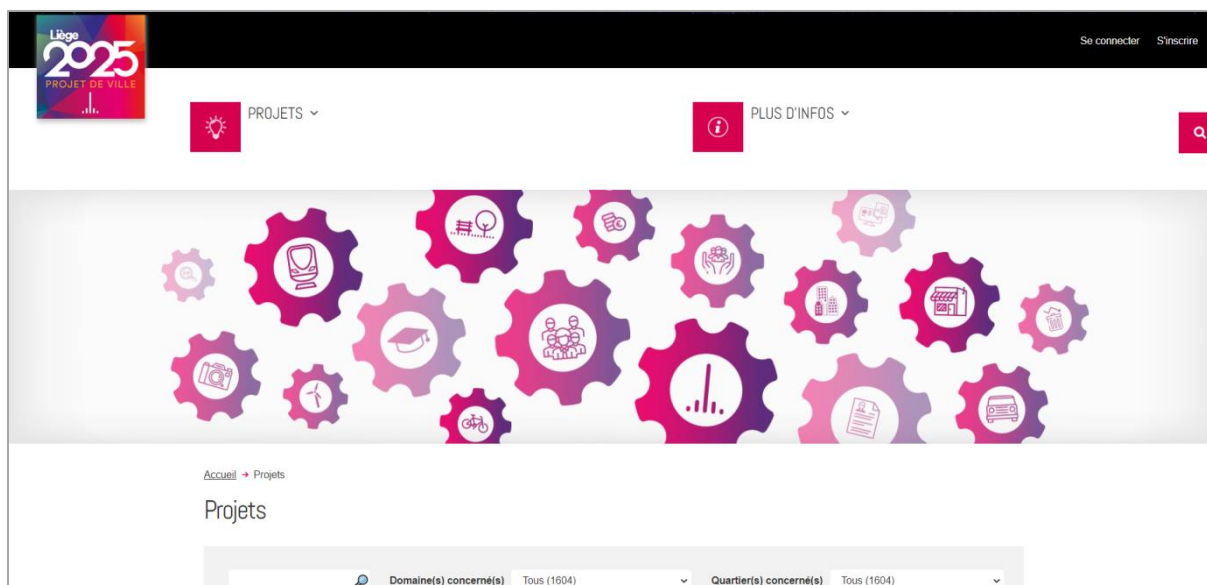 Liège
2025
PROJET DE VILLE
Se connecter S'inscrire
PROJETS
PLUS D'INFOS
Accueil → Projets
Projets
Domaine(s) concerné(s) Tous (1604) Quartier(s) concerné(s) Tous (1604)